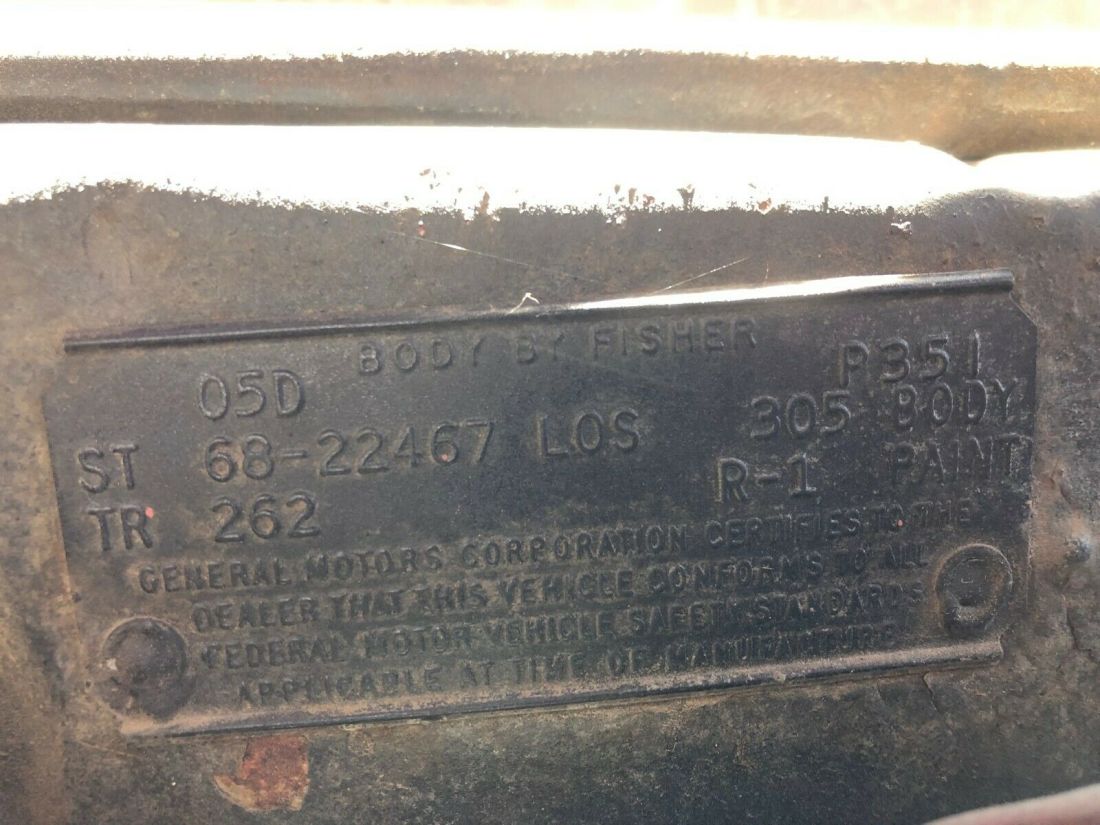 BODY BY FISHER
05D P351
ST 68-22467 LOS 305 BODY
TR 262 R-1 PAINT
GENERAL MOTORS CORPORATION CERTIFIES TO THE
DEALER THAT THIS VEHICLE CONFORMS TO ALL
FEDERAL MOTOR VEHICLE SAFETY STANDARDS
APPLICABLE AT TIME OF MANUFACTURE